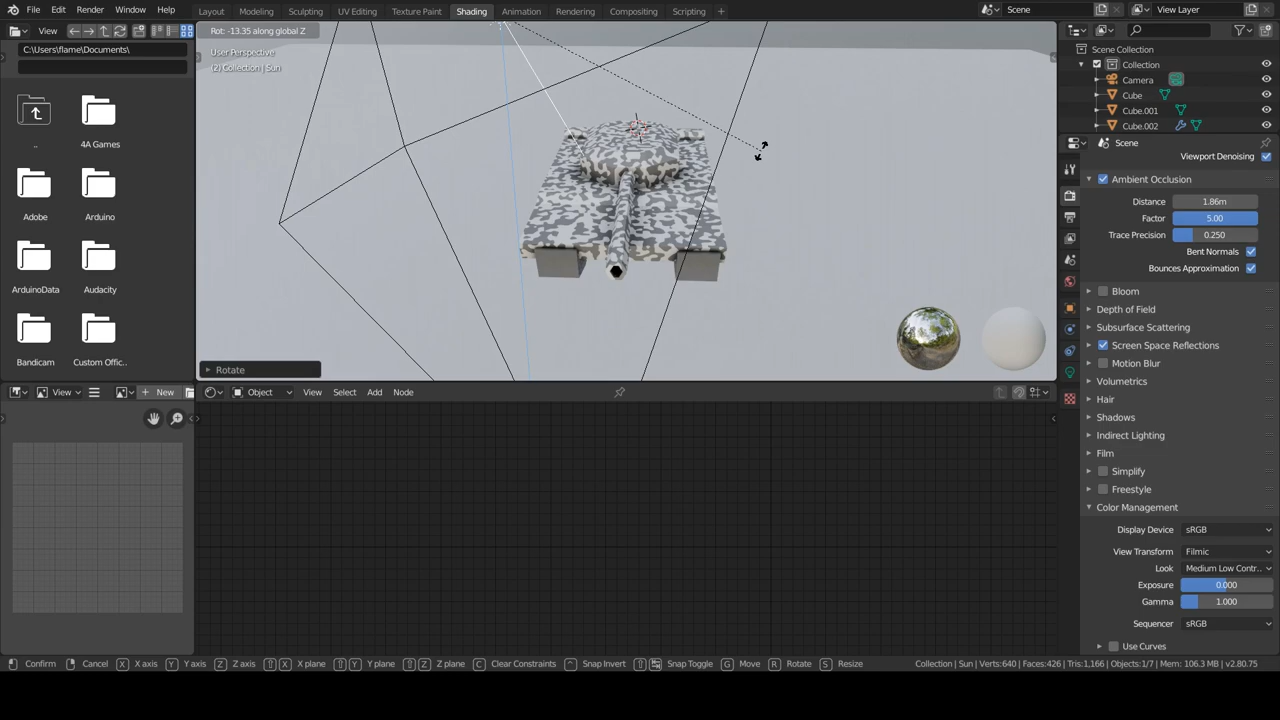 File Edit Render Window Help
Layout Modeling Sculpting UV Editing Texture Paint Shading Animation Rendering Compositing Scripting +
Scene
View Layer
View
C:\Users\flame\Documents\
..
4A Games
Adobe
Arduino
ArduinoData
Audacity
Bandicam
Custom Offic..
Rot: -13.35 along global Z
User Perspective
(2) Collection | Sun
Rotate
Scene Collection
Collection
Camera
Cube
Cube.001
Cube.002
Scene
Viewport Denoising
Ambient Occlusion
Distance 1.86m
Factor 5.00
Trace Precision 0.250
Bent Normals
Bounces Approximation
Bloom
Depth of Field
Subsurface Scattering
Screen Space Reflections
Motion Blur
Volumetrics
Hair
Shadows
Indirect Lighting
Film
Simplify
Freestyle
Color Management
Display Device sRGB
View Transform Filmic
Look Medium Low Contr..
Exposure 0.000
Gamma 1.000
Sequencer sRGB
Use Curves
View New
Object View Select Add Node
Confirm Cancel X X axis Y Y axis Z Z axis X X plane Y Y plane Z Z plane C Clear Constraints Snap Invert Snap Toggle G Move R Rotate S Resize
Collection | Sun | Verts:640 | Faces:426 | Tris:1,166 | Objects:1/7 | Mem: 106.3 MB | v2.80.75